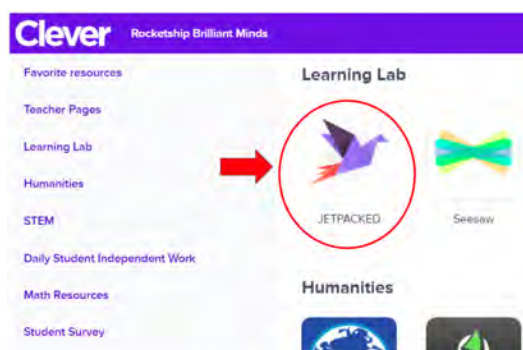 Clever Rocketship Brilliant Minds
Favorite resources
Teacher Pages
Learning Lab
Humanities
STEM
Daily Student Independent Work
Math Resources
Student Survey
Learning Lab
JETPACKED
Seesaw
Humanities